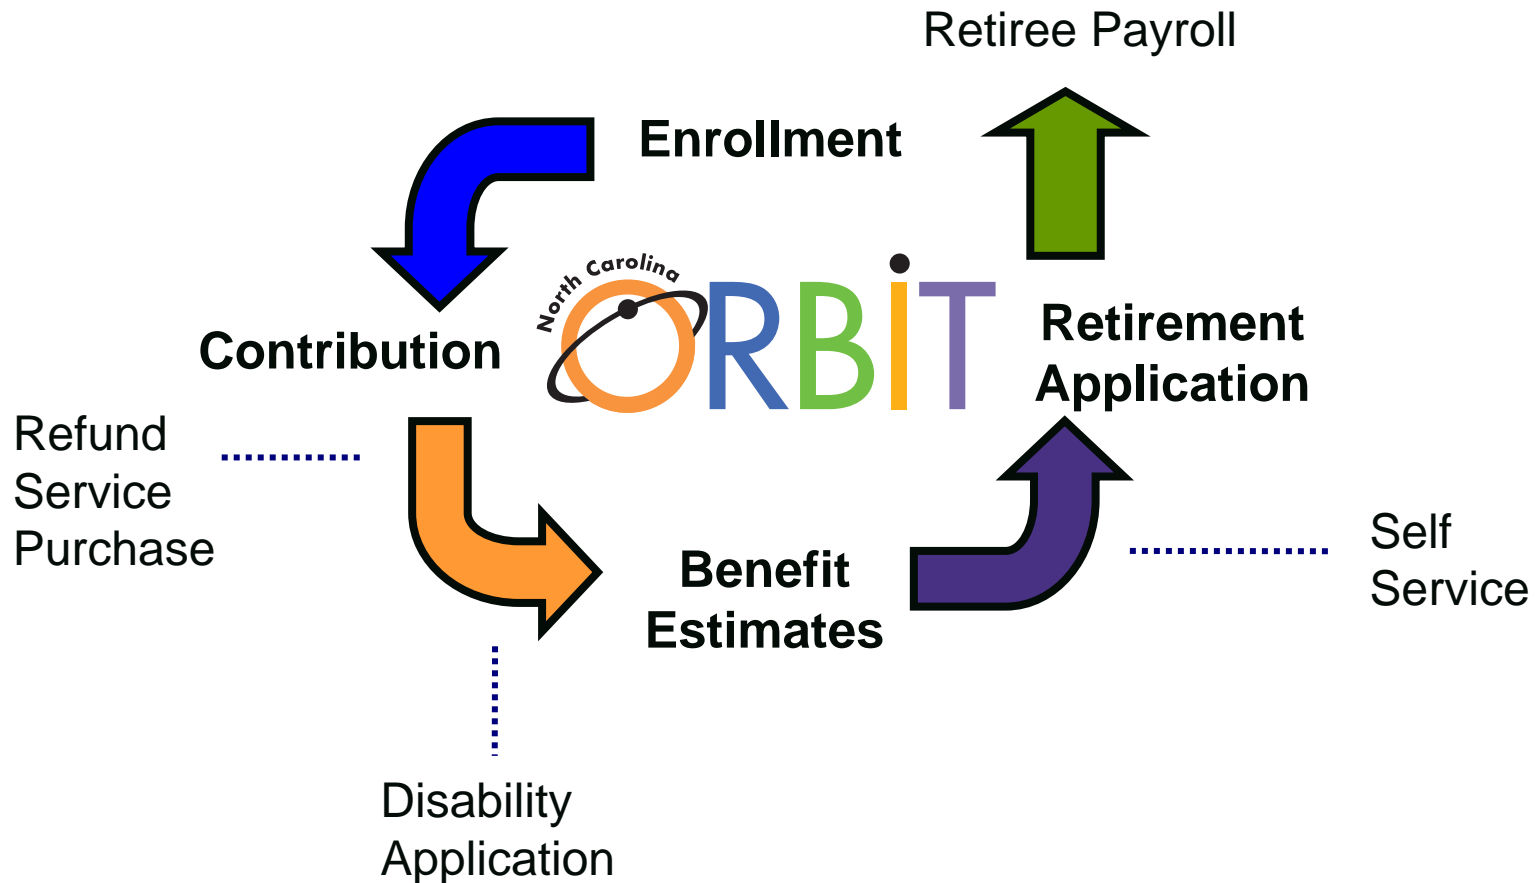 Retiree Payroll
Enrollment
North Carolina
ORBiT
Contribution
Retirement
Application
Refund
Service
Purchase
Benefit
Estimates
Self
Service
Disability
Application